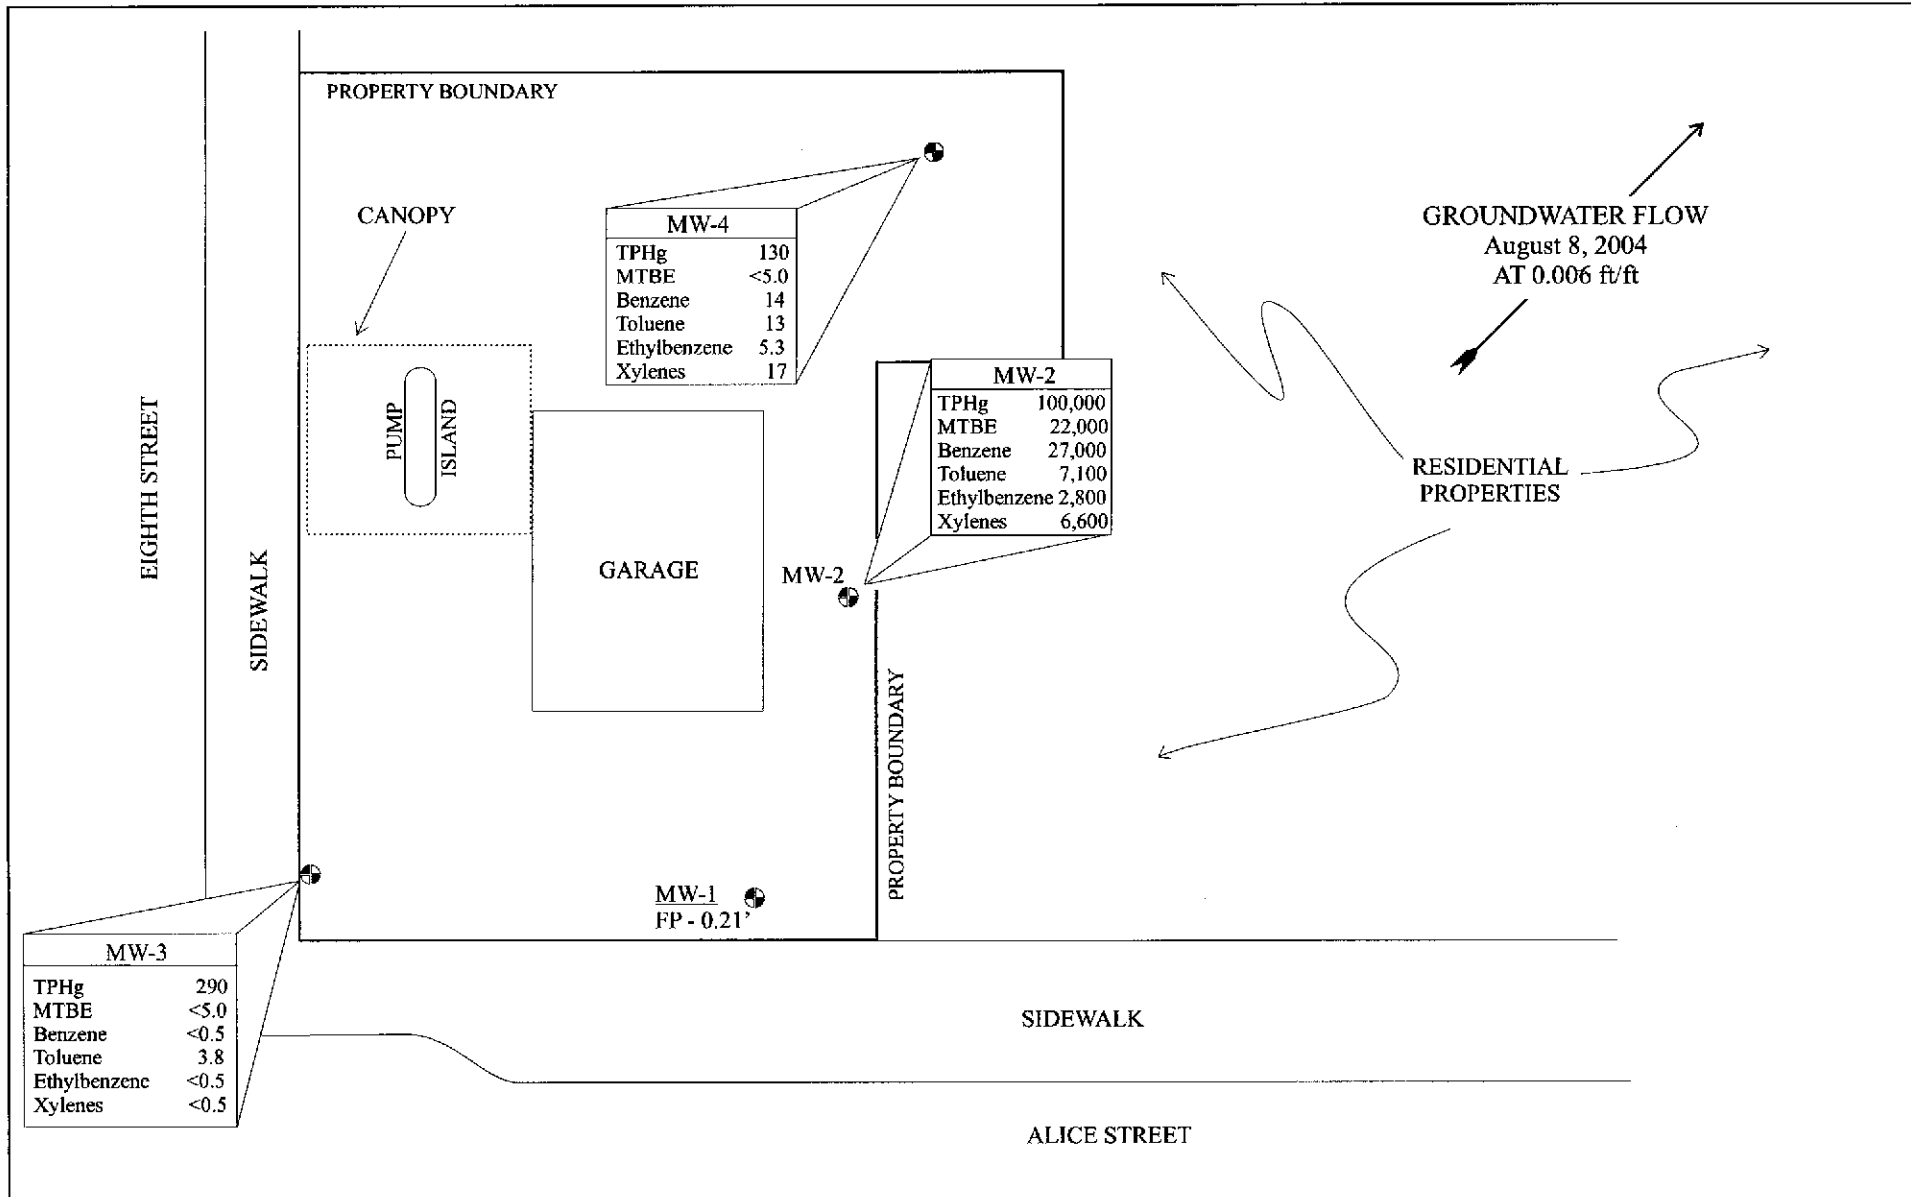 PROPERTY BOUNDARY
CANOPY
MW-4
TPHg 130
MTBE <5.0
Benzene 14
Toluene 13
Ethylbenzene 5.3
Xylenes 17
GROUNDWATER FLOW
August 8, 2004
AT 0.006 ft/ft
MW-2
TPHg 100,000
MTBE 22,000
Benzene 27,000
Toluene 7,100
Ethylbenzene 2,800
Xylenes 6,600
PUMP
ISLAND
EIGHTH STREET
SIDEWALK
GARAGE
MW-2
RESIDENTIAL
PROPERTIES
PROPERTY BOUNDARY
MW-1
FP - 0.21'
MW-3
TPHg 290
MTBE <5.0
Benzene <0.5
Toluene 3.8
Ethylbenzene <0.5
Xylenes <0.5
SIDEWALK
ALICE STREET